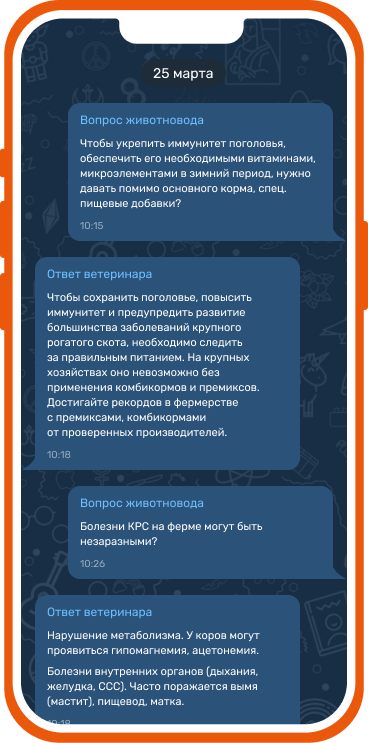 25 марта
Вопрос животновода
Чтобы укрепить иммунитет поголовья,
обеспечить его необходимыми витаминами,
микроэлементами в зимний период, нужно
давать помимо основного корма, спец.
пищевые добавки?
10:15
Ответ ветеринара
Чтобы сохранить поголовье, повысить
иммунитет и предупредить развитие
большинства заболеваний крупного
рогатого скота, необходимо следить
за правильным питанием. На крупных
хозяйствах оно невозможно без
применения комбикормов и премиксов.
Достигайте рекордов в фермерстве
с премиксами, комбикормами
от проверенных производителей.
10:18
Вопрос животновода
Болезни КРС на ферме могут быть
незаразными?
10:26
Ответ ветеринара
Нарушение метаболизма. У коров могут
проявиться гипомагнемия, ацетонемия.
Болезни внутренних органов (дыхания,
желудка, ССС). Часто поражается вымя
(мастит), пищевод, матка.
10:18